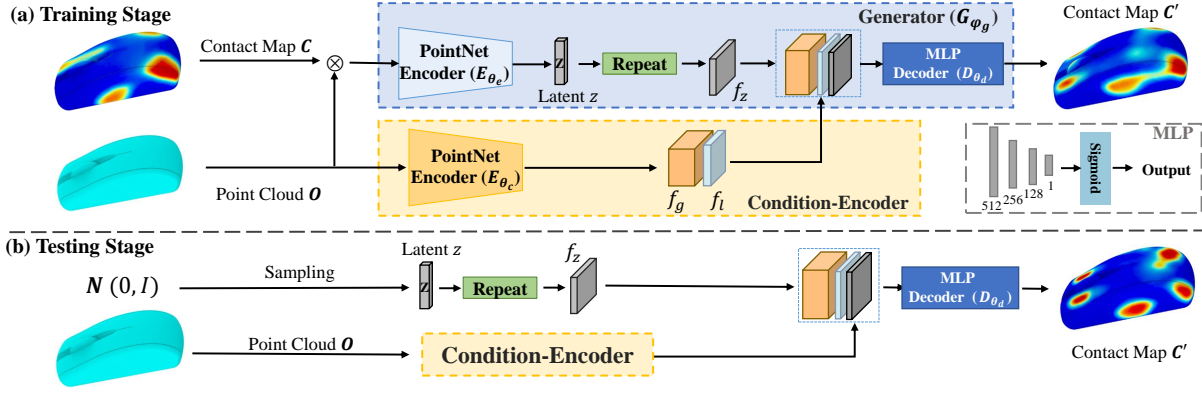 (a) Training Stage
Contact Map C
⊗
PointNet
Encoder (E_θe)
z
Latent z
Repeat
f_z
Generator (G_φg)
MLP
Decoder (D_θd)
Contact Map C′
Point Cloud O
PointNet
Encoder (E_θc)
f_g
f_l
Condition-Encoder
MLP
512
256
128
1
Sigmoid
Output
(b) Testing Stage
N (0, I)
Sampling
Latent z
z
Repeat
f_z
MLP
Decoder (D_θd)
Point Cloud O
Condition-Encoder
Contact Map C′